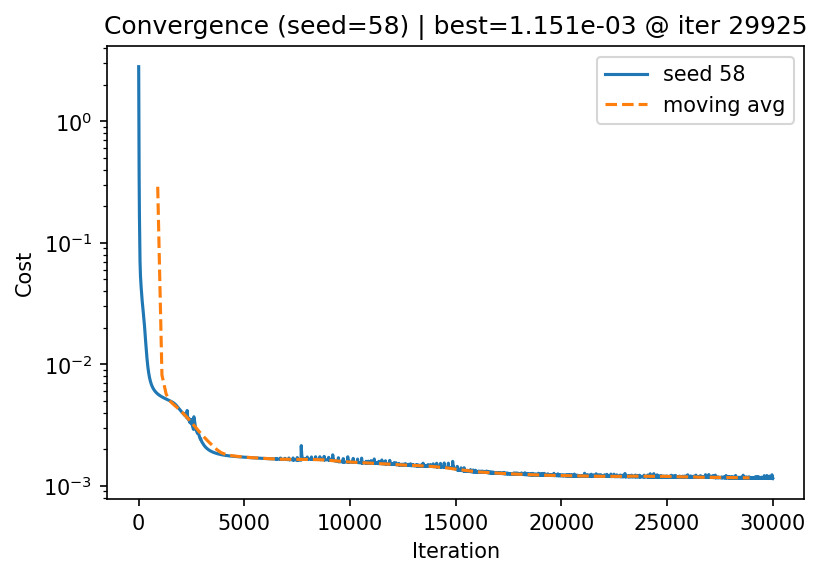 Convergence (seed=58) | best=1.151e-03 @ iter 29925
seed 58
moving avg
Cost
10⁰
10⁻¹
10⁻²
10⁻³
0 5000 10000 15000 20000 25000 30000
Iteration